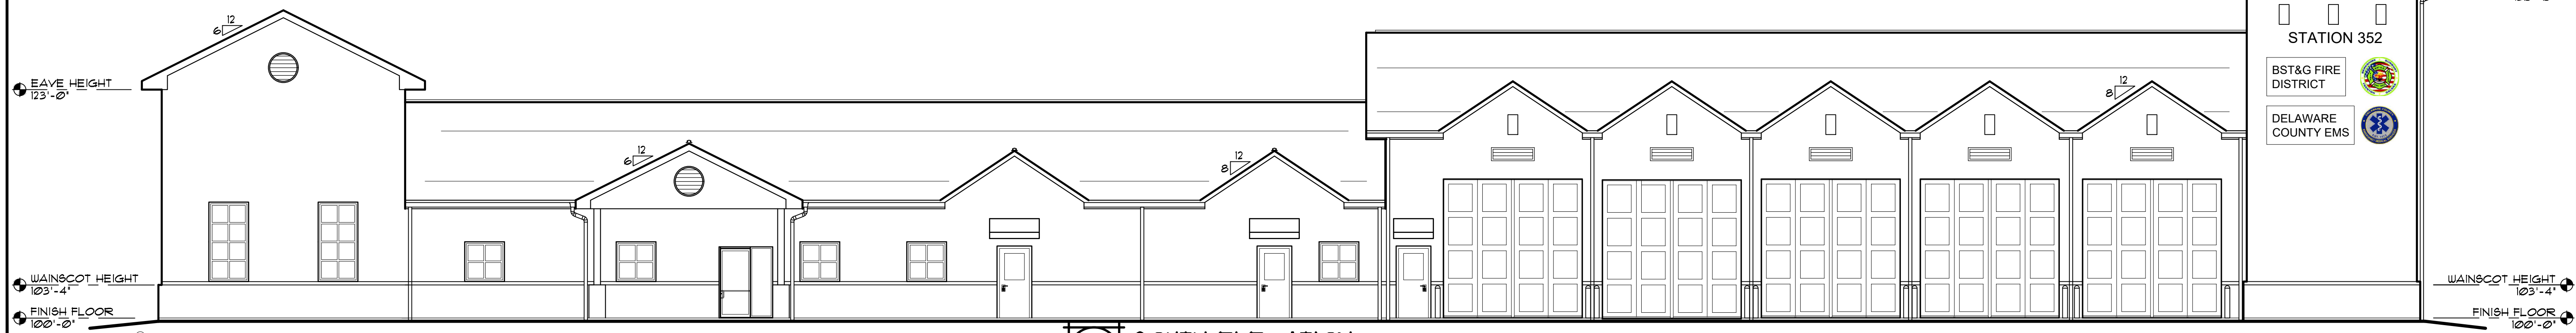 12
6
EAVE HEIGHT
123'-0"
12
6
12
8
12
8
STATION 352
BST&G FIRE
DISTRICT
DELAWARE
COUNTY EMS
WAINSCOT HEIGHT
103'-4"
FINISH FLOOR
100'-0"
WAINSCOT HEIGHT
103'-4"
FINISH FLOOR
100'-0"